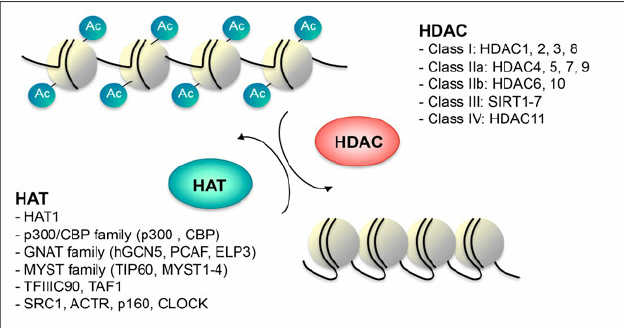 Ac Ac Ac Ac
Ac Ac Ac Ac
HDAC
- Class I: HDAC1, 2, 3, 8
- Class IIa: HDAC4, 5, 7, 9
- Class IIb: HDAC6, 10
- Class III: SIRT1-7
- Class IV: HDAC11
HDAC
HAT
HAT
- HAT1
- p300/CBP family (p300 , CBP)
- GNAT family (hGCN5, PCAF, ELP3)
- MYST family (TIP60, MYST1-4)
- TFIIIC90, TAF1
- SRC1, ACTR, p160, CLOCK